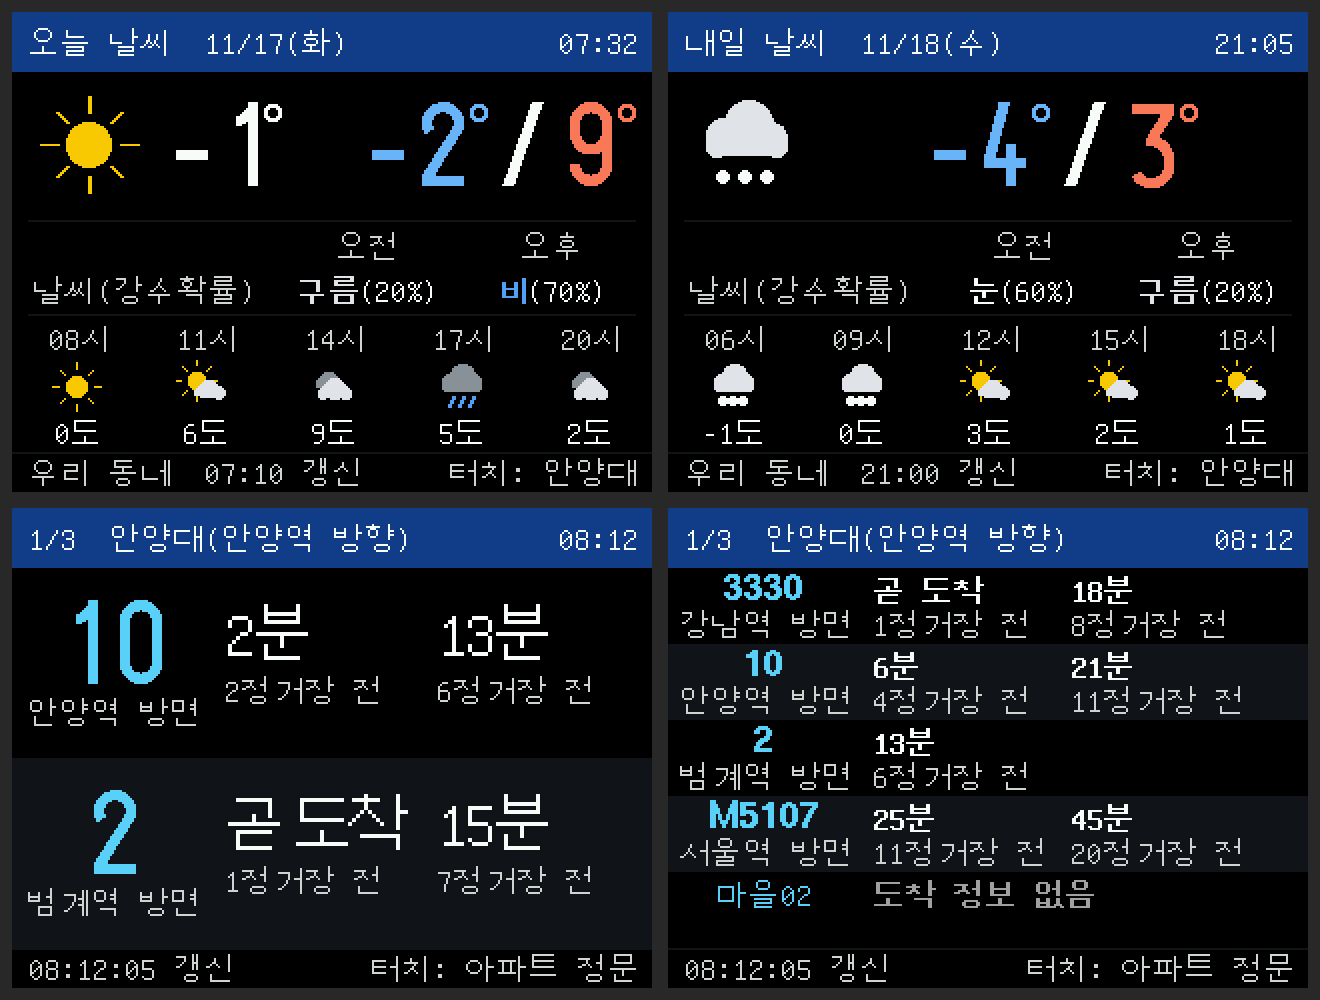 오늘 날씨 11/17(화) 07:32
-1° -2°/9°
오전 오후
날씨(강수확률) 구름(20%) 비(70%)
08시 11시 14시 17시 20시
0도 6도 9도 5도 2도
우리 동네 07:10 갱신 터치: 안양대
내일 날씨 11/18(수) 21:05
-4°/3°
오전 오후
날씨(강수확률) 눈(60%) 구름(20%)
06시 09시 12시 15시 18시
-1도 0도 3도 2도 1도
우리 동네 21:00 갱신 터치: 안양대
1/3 안양대(안양역 방향) 08:12
10 2분 13분
안양역 방면 2정거장 전 6정거장 전
2 곧 도착 15분
범계역 방면 1정거장 전 7정거장 전
08:12:05 갱신 터치: 아파트 정문
1/3 안양대(안양역 방향) 08:12
3330 곧 도착 18분
강남역 방면 1정거장 전 8정거장 전
10 6분 21분
안양역 방면 4정거장 전 11정거장 전
2 13분
범계역 방면 6정거장 전
M5107 25분 45분
서울역 방면 11정거장 전 20정거장 전
마을02 도착 정보 없음
08:12:05 갱신 터치: 아파트 정문